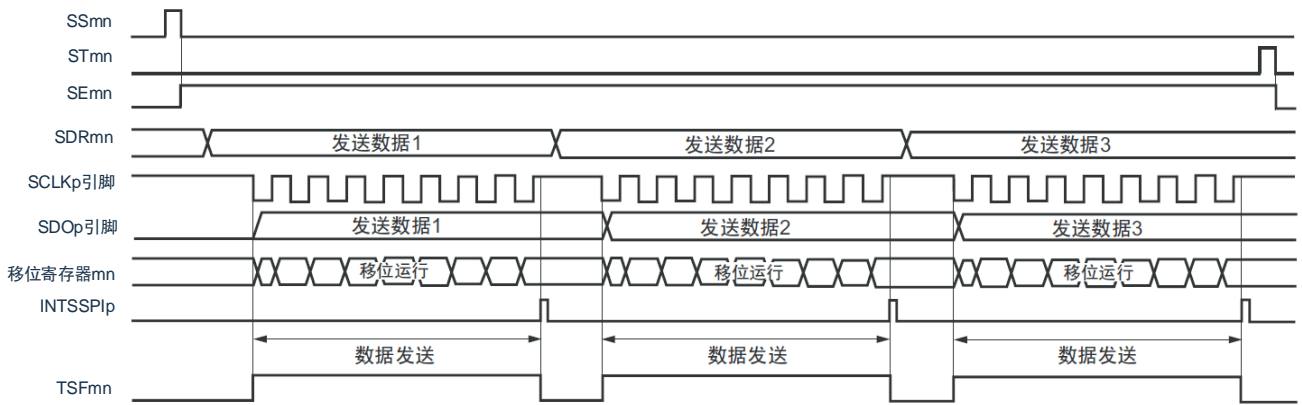 SSmn
STmn
SEmn
SDRmn 发送数据1 发送数据2 发送数据3
SCLKp引脚
SDOp引脚 发送数据1 发送数据2 发送数据3
移位寄存器mn 移位运行 移位运行 移位运行
INTSSPIp
数据发送 数据发送 数据发送
TSFmn